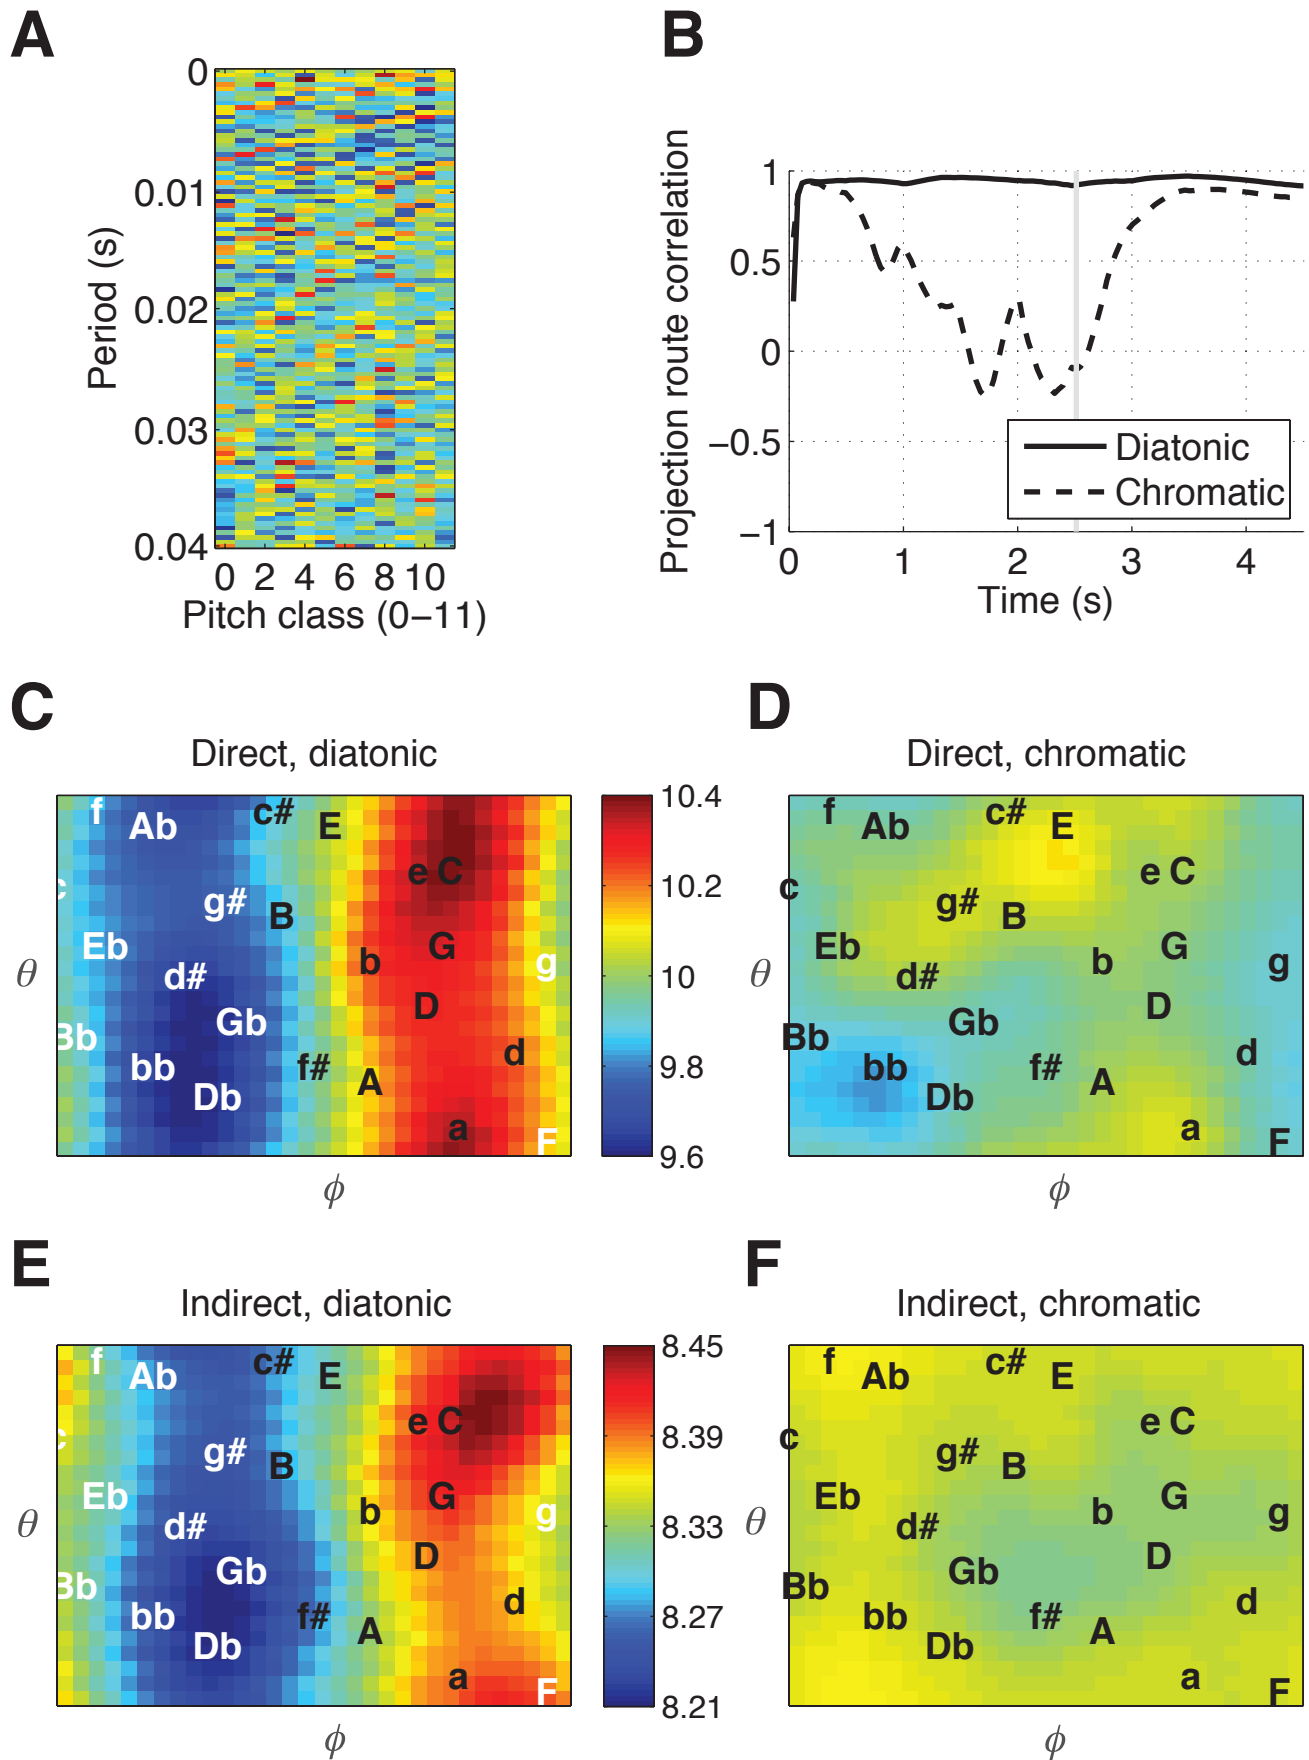 A
0
0.01
0.02
0.03
0.04
Period (s)
0 2 4 6 8 10
Pitch class (0–11)
B
1
0.5
0
−0.5
−1
Projection route correlation
Diatonic
Chromatic
0 1 2 3 4
Time (s)
C
Direct, diatonic
f
Ab
c#
E
c
g#
B
e C
Eb
d#
b
G
g
Gb
D
Bb
bb
Db
f#
A
d
a
F
θ
ϕ
10.4
10.2
10
9.8
9.6
D
Direct, chromatic
f
Ab
c#
E
c
g#
B
e C
Eb
d#
b
G
g
Gb
D
Bb
bb
Db
f#
A
d
a
F
θ
ϕ
E
Indirect, diatonic
f
Ab
c#
E
c
g#
B
e C
Eb
d#
b
G
g
Gb
D
Bb
bb
Db
f#
A
d
a
F
θ
ϕ
8.45
8.39
8.33
8.27
8.21
F
Indirect, chromatic
f
Ab
c#
E
c
g#
B
e C
Eb
d#
b
G
g
Gb
D
Bb
bb
Db
f#
A
d
a
F
θ
ϕ